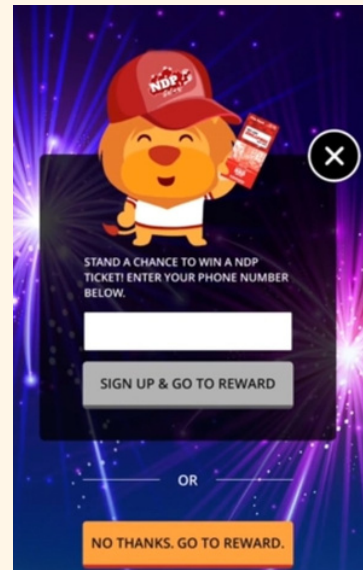 NDP
STAND A CHANCE TO WIN A NDP
TICKET! ENTER YOUR PHONE NUMBER
BELOW.
SIGN UP & GO TO REWARD
OR
NO THANKS. GO TO REWARD.